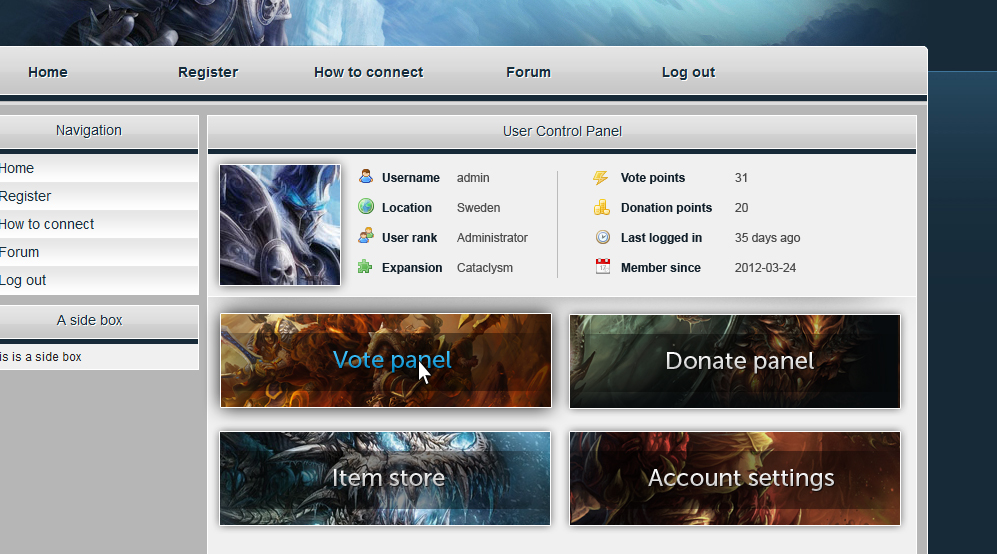 Home Register How to connect Forum Log out
Navigation
Home
Register
How to connect
Forum
Log out
A side box
is is a side box
User Control Panel
Username admin
Location Sweden
User rank Administrator
Expansion Cataclysm
Vote points 31
Donation points 20
Last logged in 35 days ago
Member since 2012-03-24
Vote panel
Donate panel
Item store
Account settings